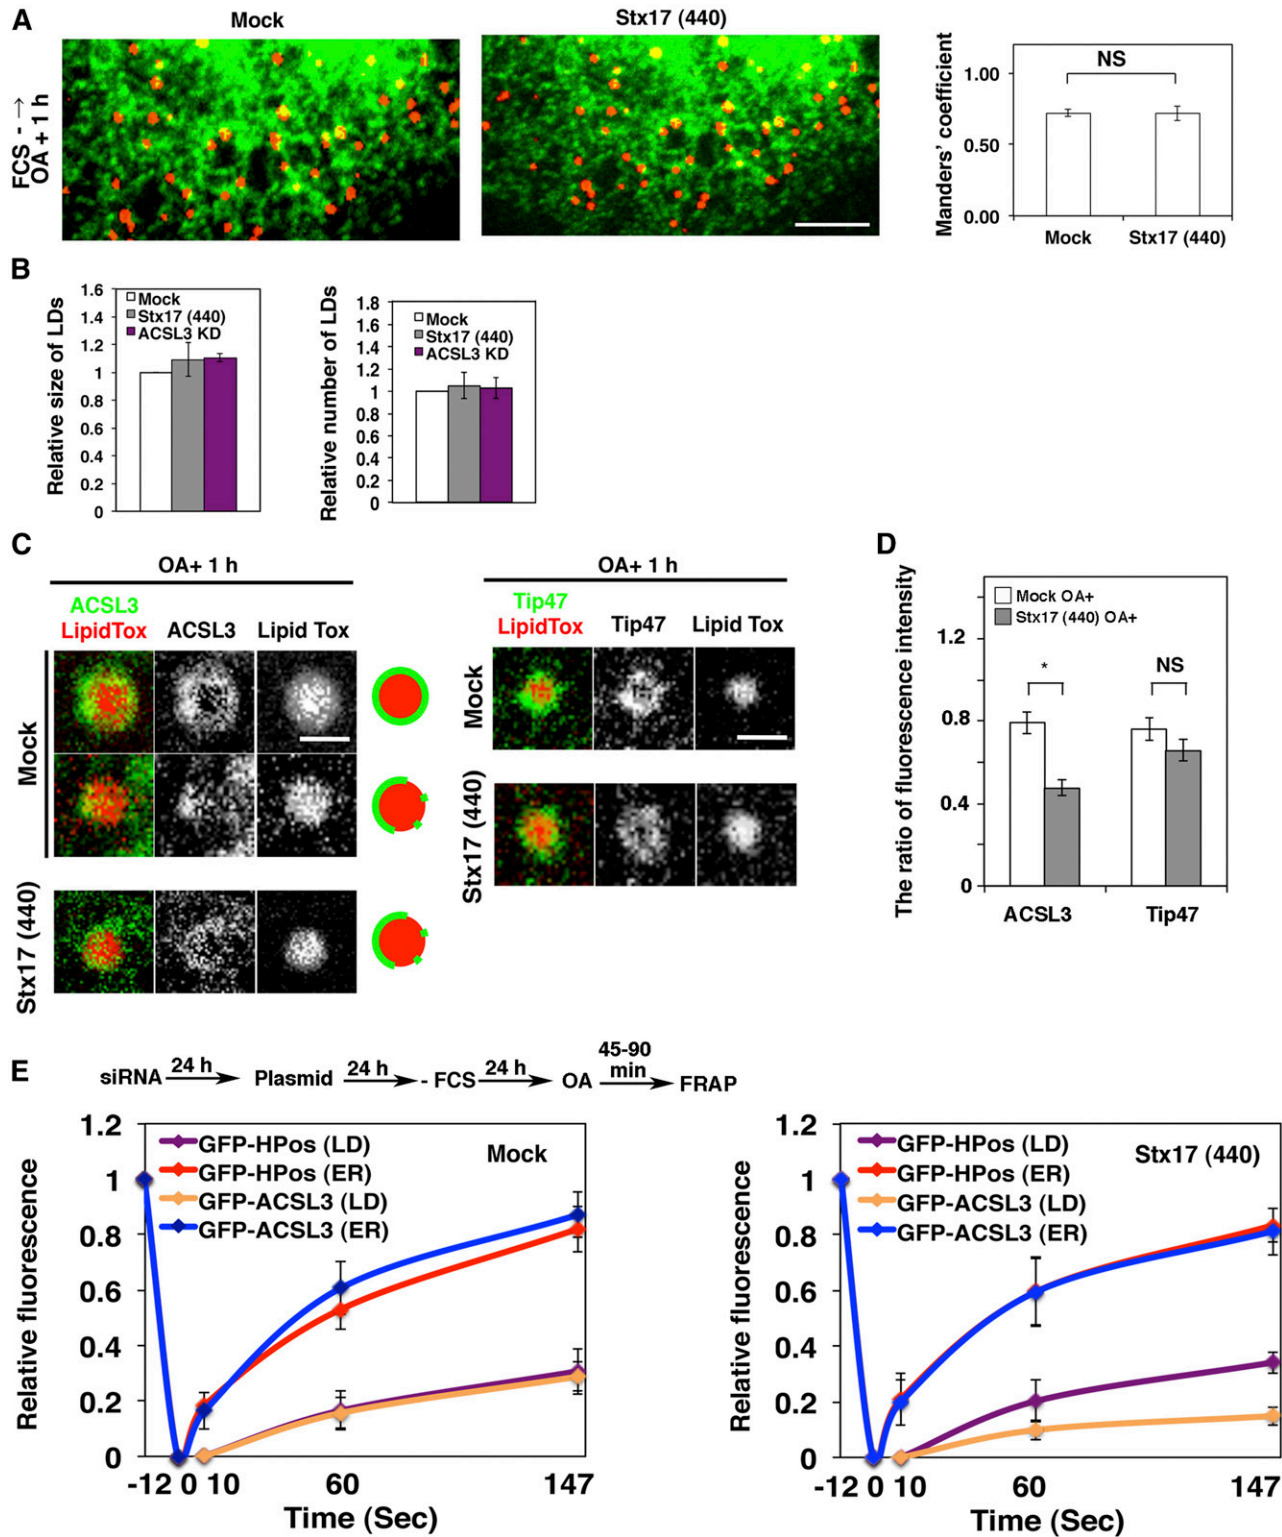 A
Mock
Stx17 (440)
FCS - →
OA + 1 h
Manders' coefficient
1.00
0.50
0.00
NS
Mock
Stx17 (440)
B
Relative size of LDs
1.6
1.4
1.2
1
0.8
0.6
0.4
0.2
0
Mock
Stx17 (440)
ACSL3 KD
Relative number of LDs
1.8
1.6
1.4
1.2
1
0.8
0.6
0.4
0.2
0
Mock
Stx17 (440)
ACSL3 KD
C
OA+ 1 h
ACSL3
LipidTox
ACSL3
Lipid Tox
Mock
Stx17 (440)
OA+ 1 h
Tip47
LipidTox
Tip47
Lipid Tox
Mock
Stx17 (440)
D
The ratio of fluorescence intensity
1.2
0.8
0.4
0
Mock OA+
Stx17 (440) OA+
*
NS
ACSL3
Tip47
E
siRNA 24 h Plasmid 24 h - FCS 24 h OA 45-90 min FRAP
Relative fluorescence
1.2
1
0.8
0.6
0.4
0.2
0
GFP-HPos (LD)
GFP-HPos (ER)
GFP-ACSL3 (LD)
GFP-ACSL3 (ER)
Mock
-12 0 10 60 147
Time (Sec)
Relative fluorescence
1.2
1
0.8
0.6
0.4
0.2
0
GFP-HPos (LD)
GFP-HPos (ER)
GFP-ACSL3 (LD)
GFP-ACSL3 (ER)
Stx17 (440)
-12 0 10 60 147
Time (Sec)